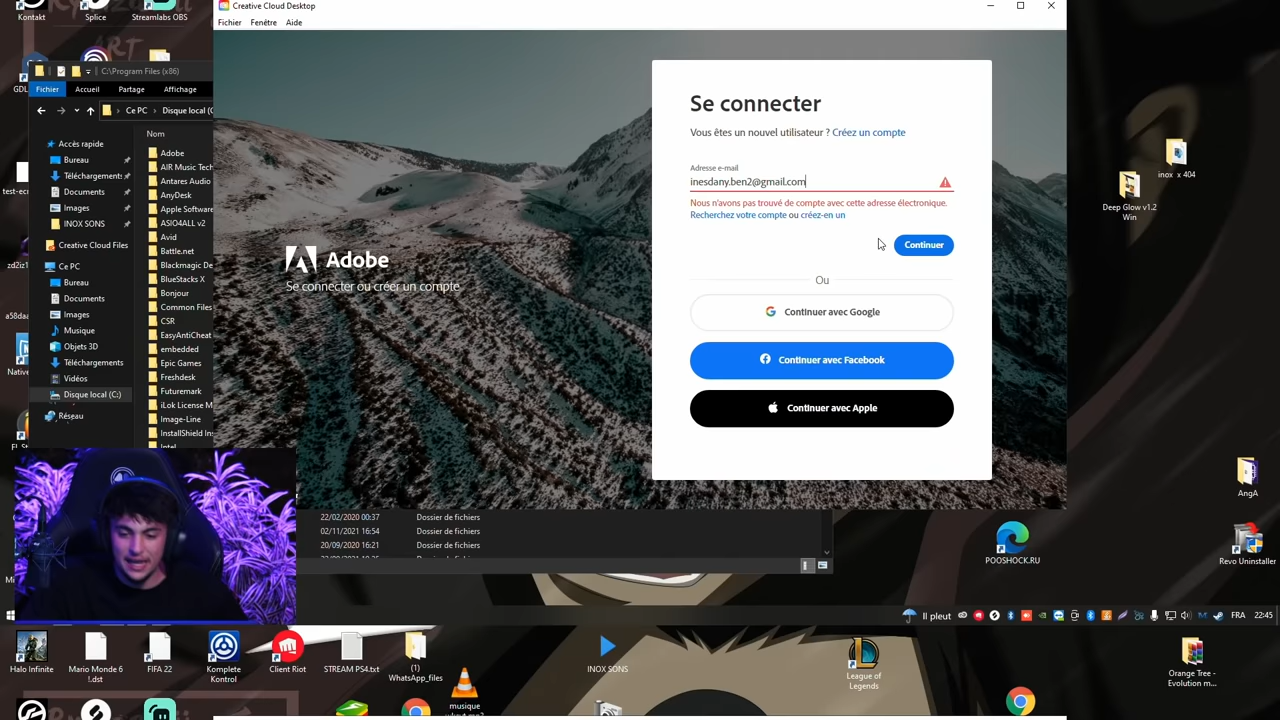 Kontakt
Splice
Streamlabs OBS
ART
Creative Cloud Desktop
Fichier Fenêtre Aide
C:\Program Files (x86)
Fichier Accueil Partage Affichage
Ce PC Disque local (C
Nom
Accès rapide
Bureau
Téléchargements
Documents
Images
INOX SONS
Creative Cloud Files
Ce PC
Bureau
Documents
Images
Musique
Objets 3D
Téléchargements
Vidéos
Disque local (C:)
Réseau
Adobe
AIR Music Tech
Antares Audio
AnyDesk
Apple Software
ASIO4ALL v2
Avid
Battle.net
Blackmagic De
BlueStacks X
Bonjour
Common Files
CSR
EasyAntiCheat
embedded
Epic Games
Freshdesk
Futuremark
iLok License M
Image-Line
InstallShield Ins
Intel
Adobe
Se connecter ou créer un compte
Se connecter
Vous êtes un nouvel utilisateur ? Créez un compte
Adresse e-mail
inesdany.ben2@gmail.com
Nous n'avons pas trouvé de compte avec cette adresse électronique.
Recherchez votre compte ou créez-en un
Continuer
Ou
Continuer avec Google
Continuer avec Facebook
Continuer avec Apple
inox x 404
Deep Glow v1.2
Win
AngA
POOSHOCK.RU
Revo Uninstaller
22/02/2020 00:37 Dossier de fichiers
02/11/2021 16:54 Dossier de fichiers
20/09/2020 16:21 Dossier de fichiers
Il pleut
FRA 22:45
Halo Infinite
Mario Monde 6
!.dst
FIFA 22
Komplete
Kontrol
Client Riot
STREAM PS4.txt
(1)
WhatsApp_files
musique
INOX SONS
League of
Legends
Orange Tree -
Evolution m...